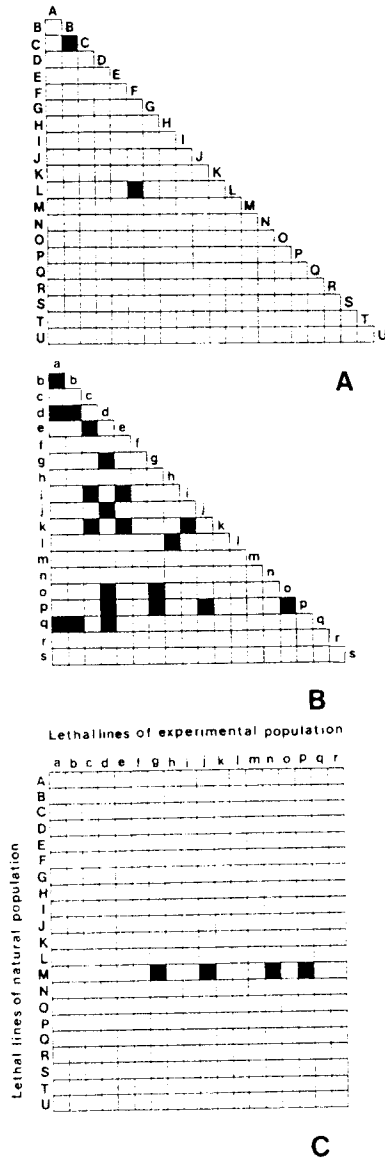 A
B B
C C
D D
E E
F F
G G
H H
I I
J J
K K
L L
M M
N N
O O
P P
Q Q
R R
S S
T T
U U
A
a
b b
c c
d d
e e
f f
g g
h h
i i
j j
k k
l l
m m
n n
o o
p p
q q
r r
s s
B
Lethal lines of experimental population
a b c d e f g h i j k l m n o p q r
Lethal lines of natural population
A
B
C
D
E
F
G
H
I
J
K
L
M
N
O
P
Q
R
S
T
U
C